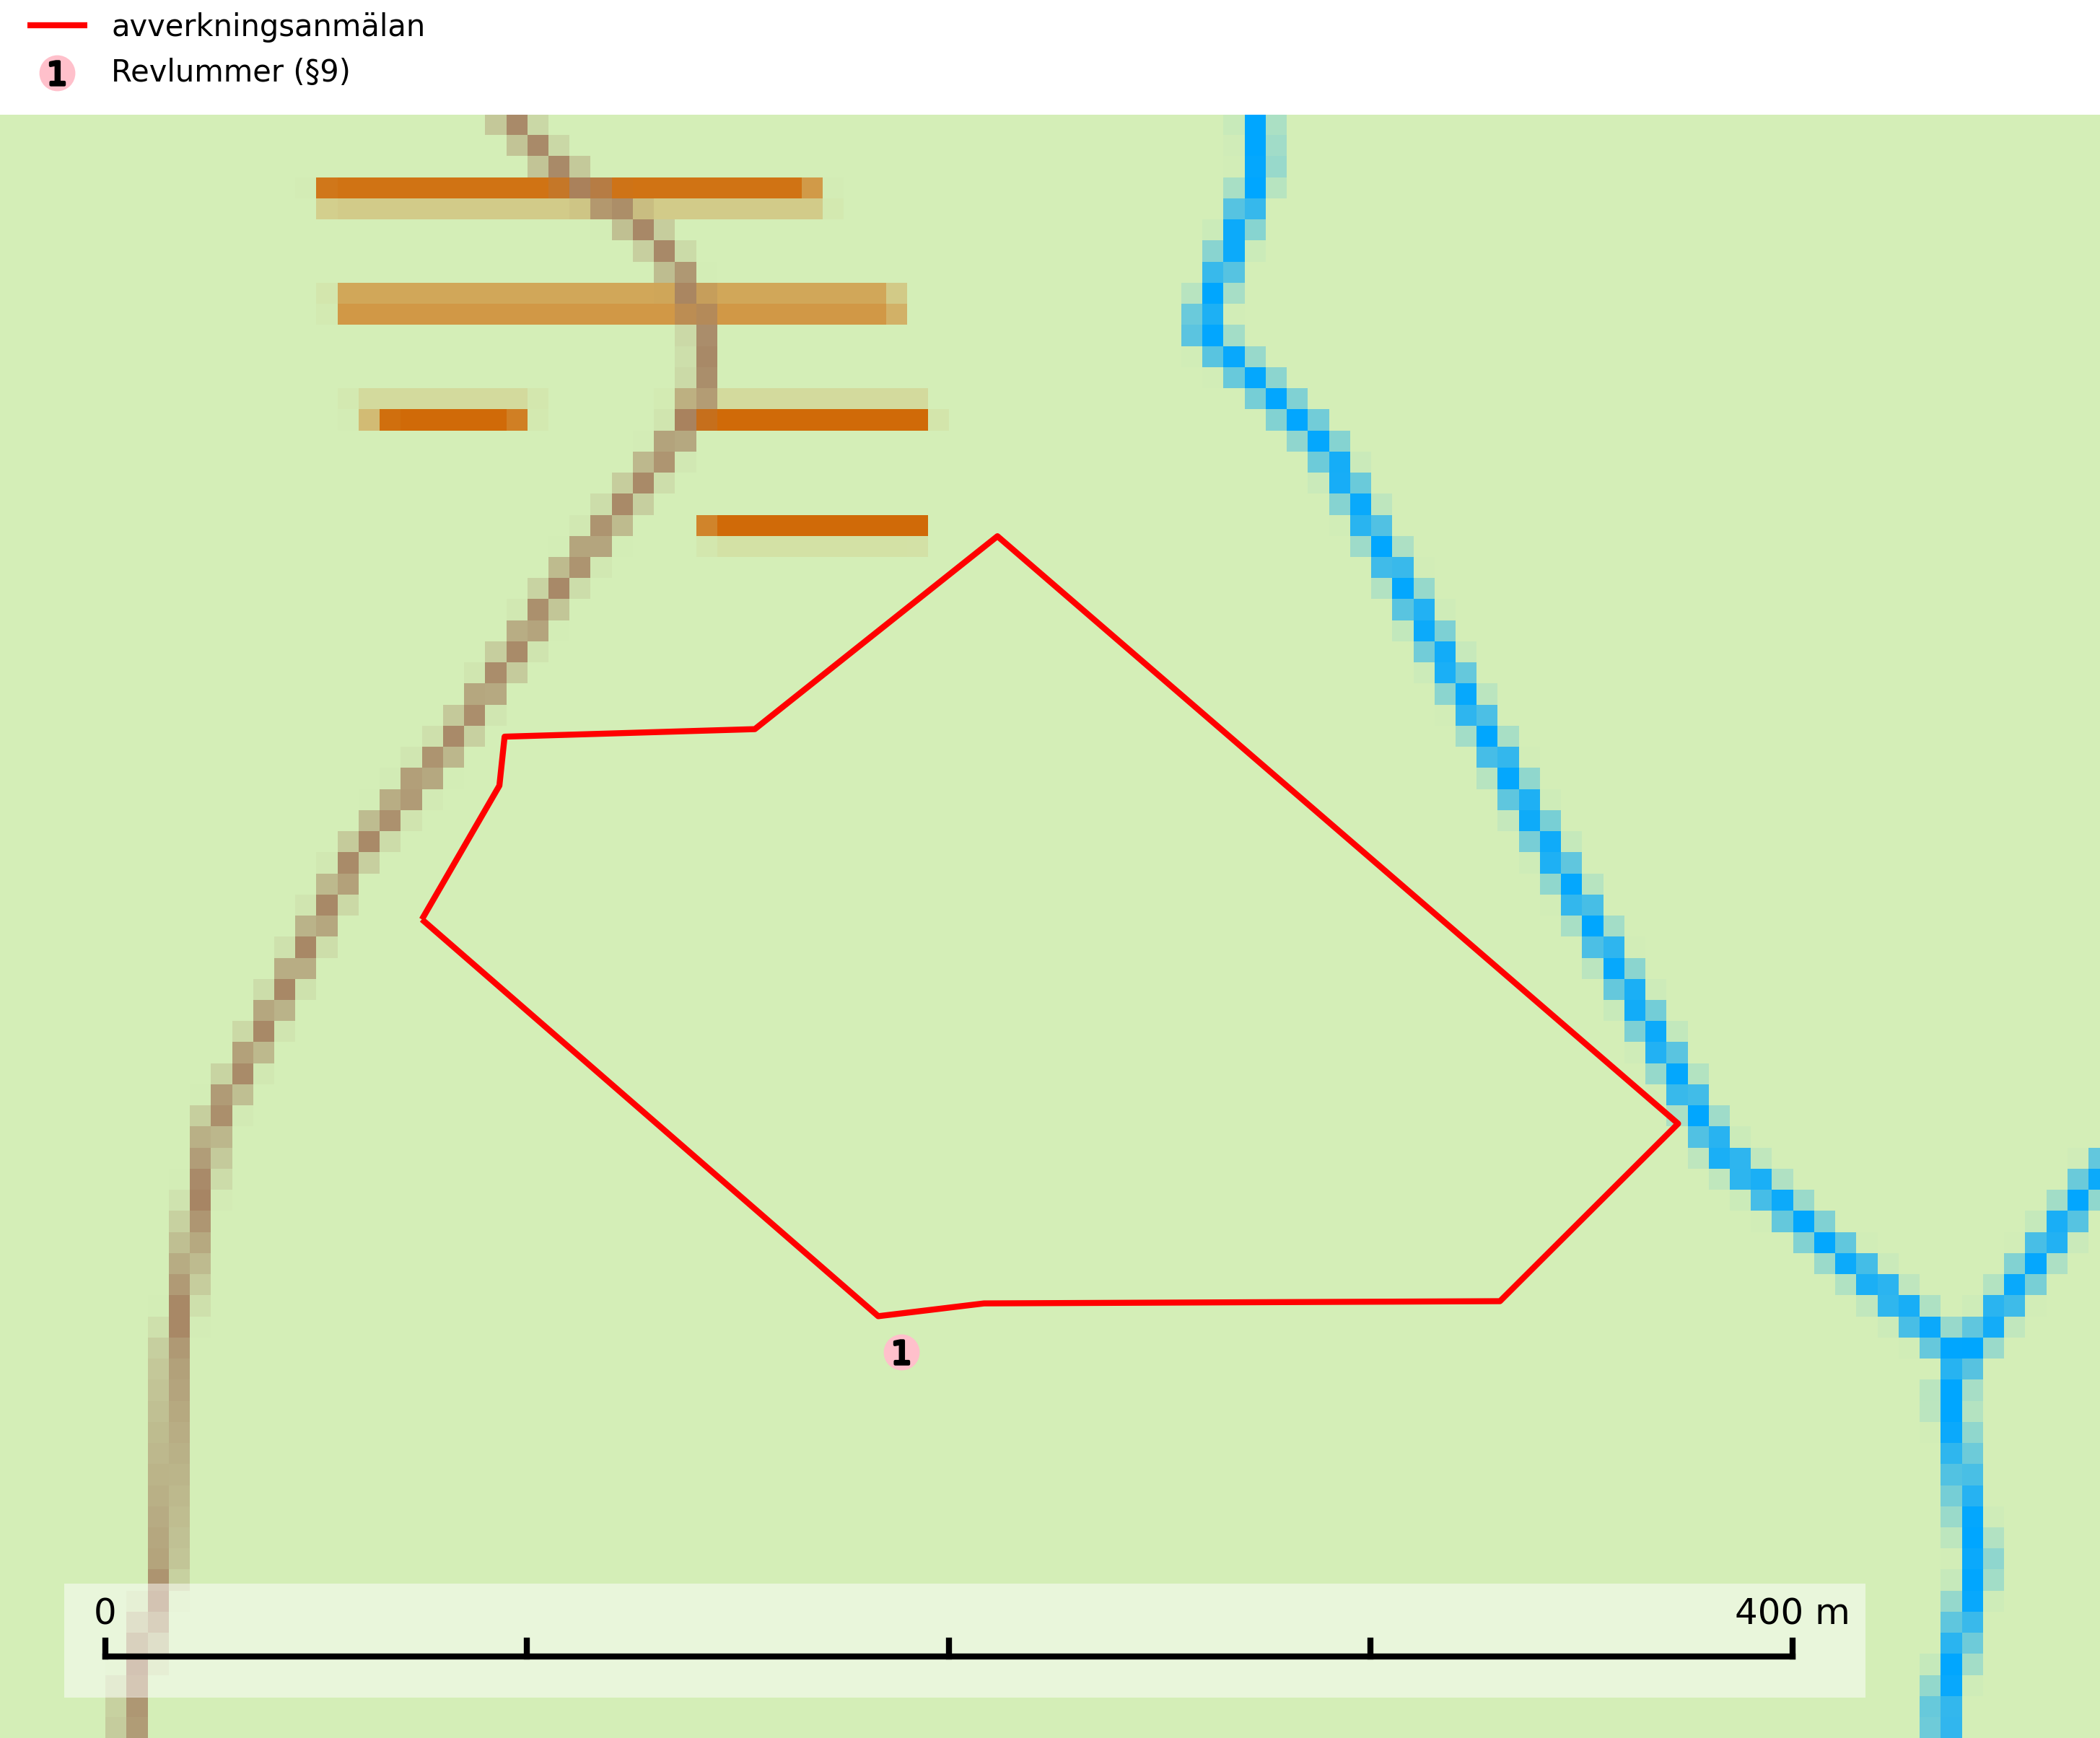 avverkningsanmälan
1 Revlummer (§9)
1
0 400 m